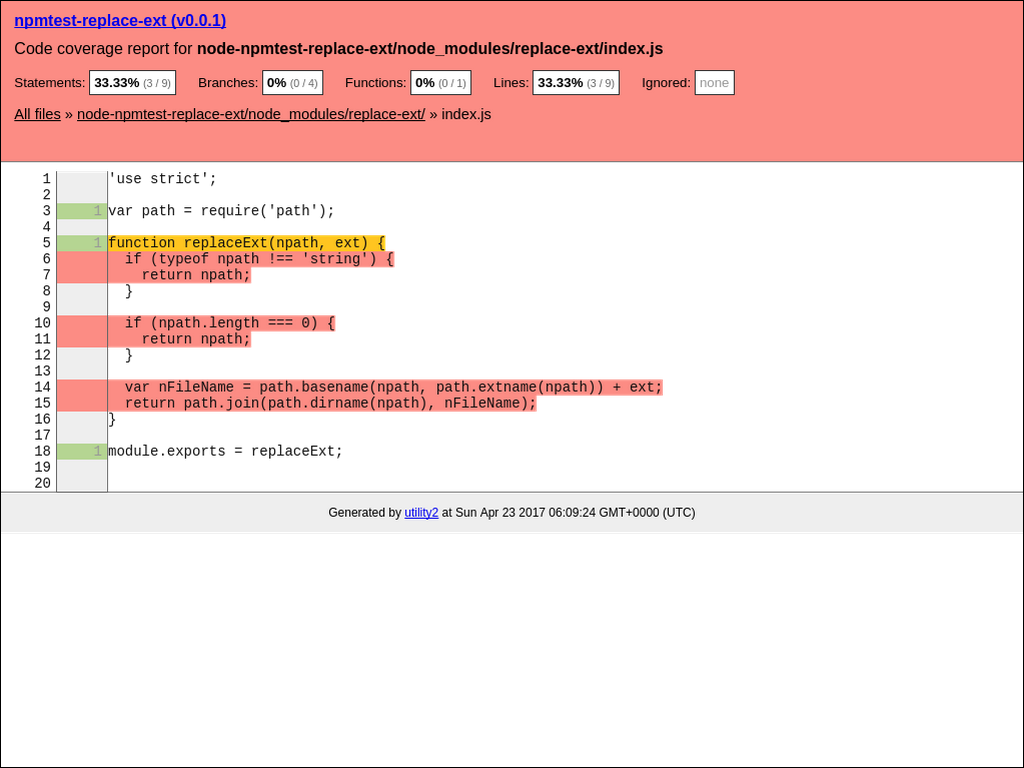 npmtest-replace-ext (v0.0.1)
Code coverage report for node-npmtest-replace-ext/node_modules/replace-ext/index.js
Statements: 33.33% (3 / 9) Branches: 0% (0 / 4) Functions: 0% (0 / 1) Lines: 33.33% (3 / 9) Ignored: none
All files » node-npmtest-replace-ext/node_modules/replace-ext/ » index.js
1 'use strict';
2
3 1 var path = require('path');
4
5 1 function replaceExt(npath, ext) {
6   if (typeof npath !== 'string') {
7     return npath;
8   }
9
10   if (npath.length === 0) {
11     return npath;
12   }
13
14   var nFileName = path.basename(npath, path.extname(npath)) + ext;
15   return path.join(path.dirname(npath), nFileName);
16 }
17
18 1 module.exports = replaceExt;
19
20
Generated by utility2 at Sun Apr 23 2017 06:09:24 GMT+0000 (UTC)